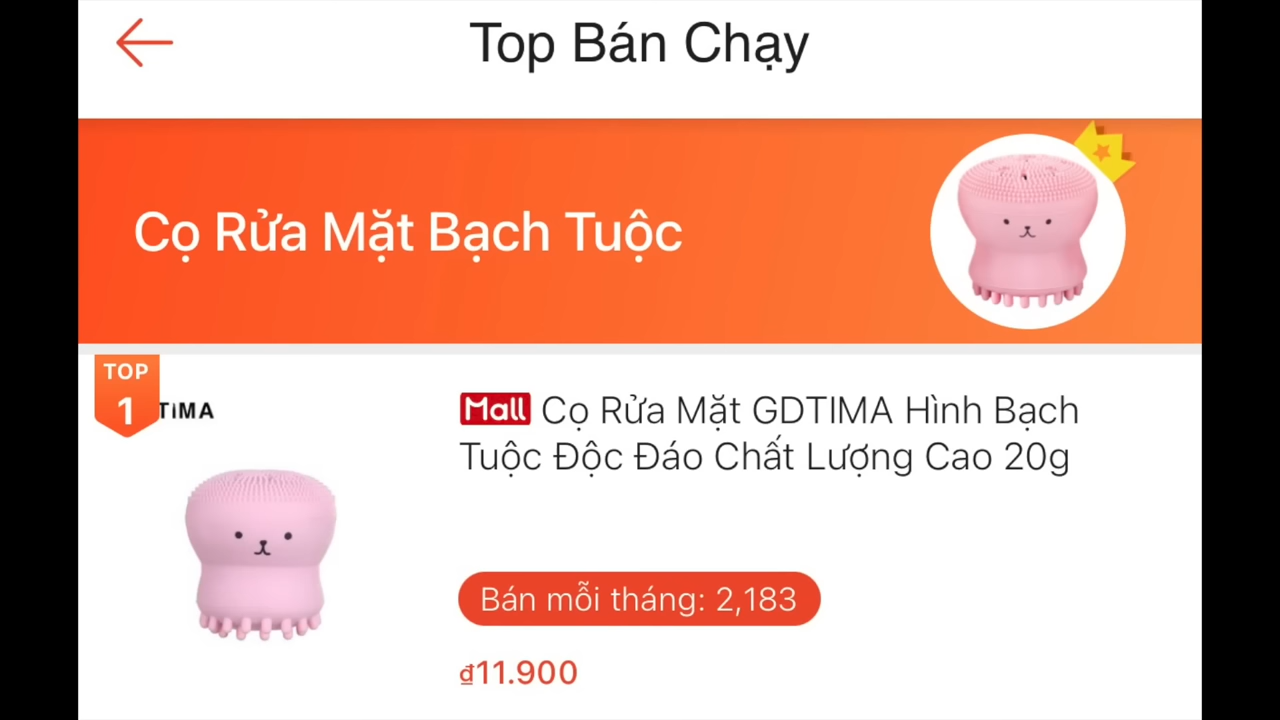 Top Bán Chạy
Cọ Rửa Mặt Bạch Tuộc
TOP
1
TIMA
Mall Cọ Rửa Mặt GDTIMA Hình Bạch
Tuộc Độc Đáo Chất Lượng Cao 20g
Bán mỗi tháng: 2,183
₫11.900